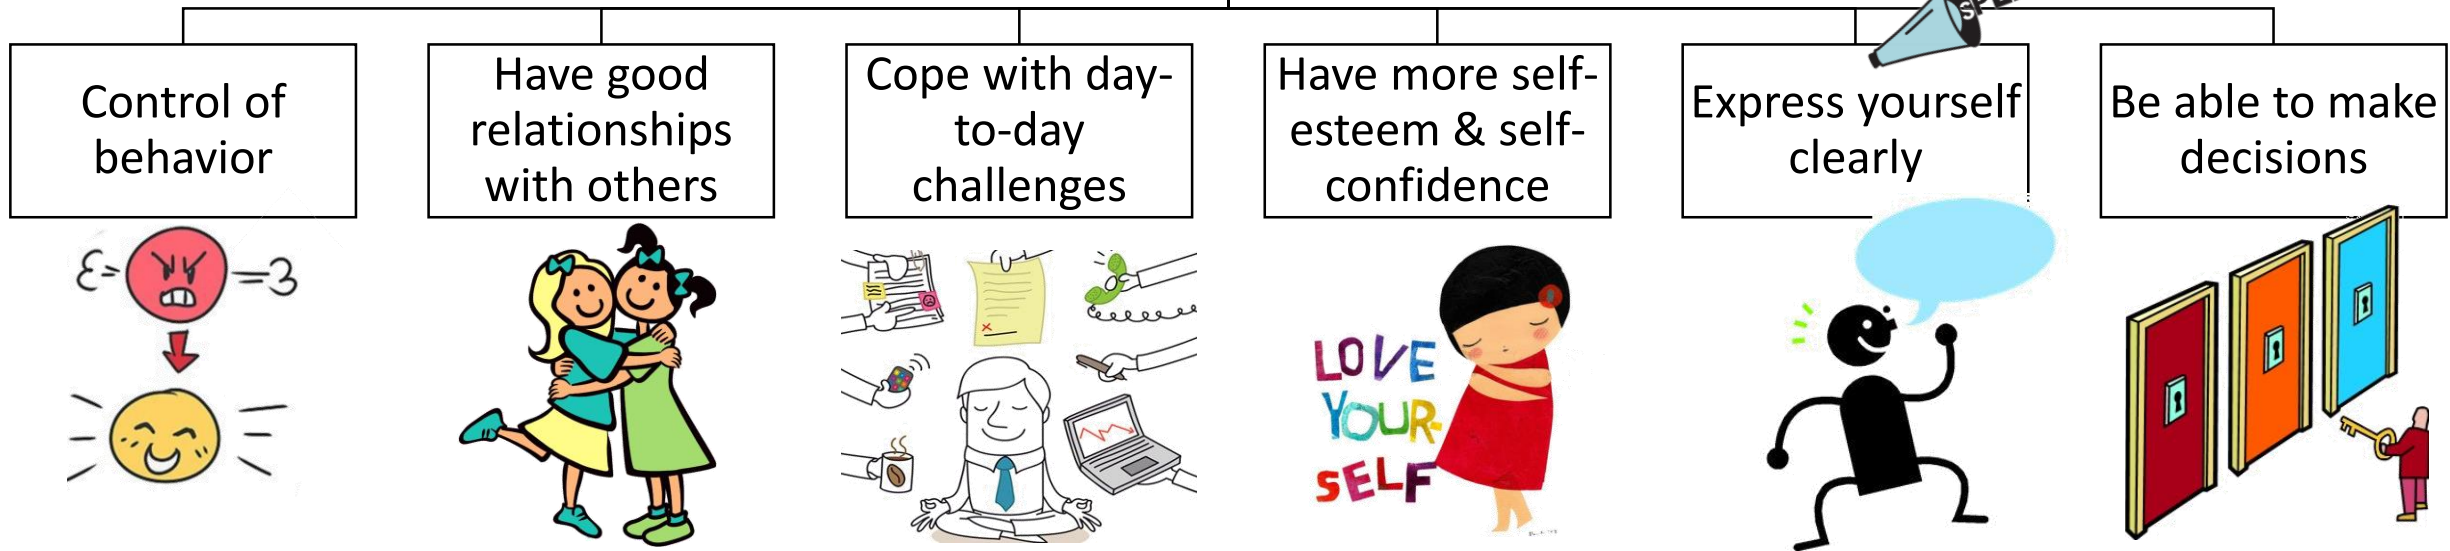 Control of
behavior
Have good
relationships
with others
Cope with day-
to-day
challenges
Have more self-
esteem & self-
confidence
Express yourself
clearly
Be able to make
decisions
LOVE
YOUR-
SELF